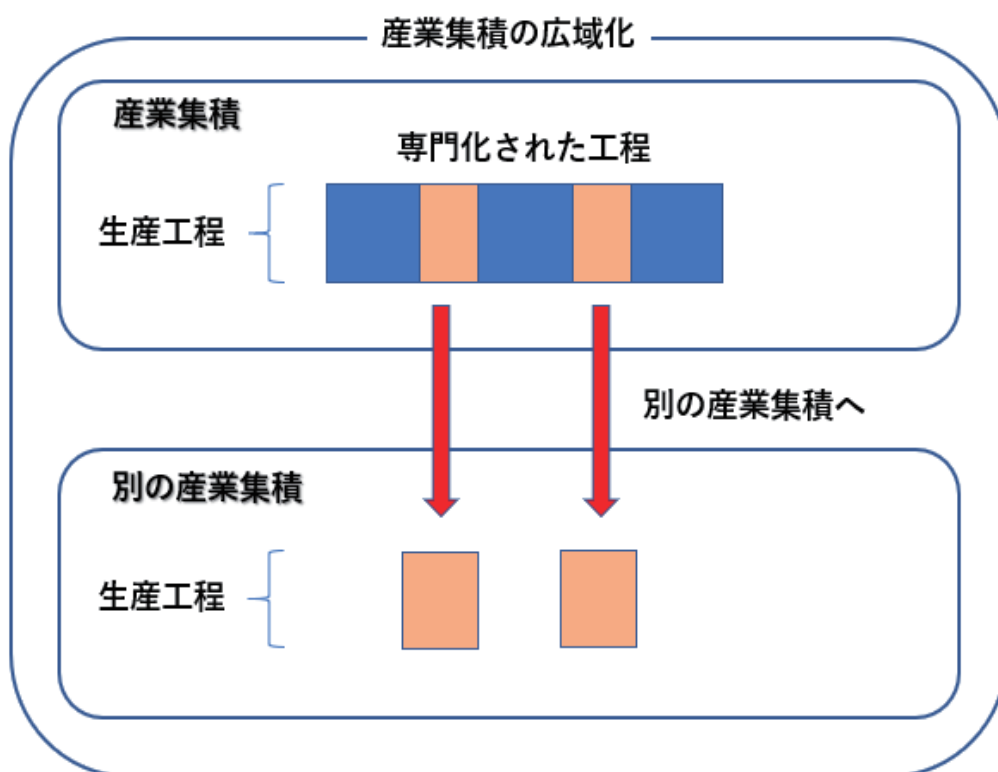 産業集積の広域化
産業集積
専門化された工程
生産工程
別の産業集積へ
別の産業集積
生産工程